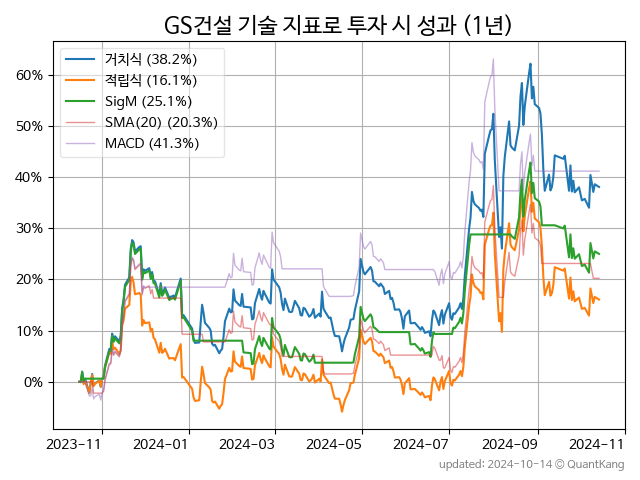 GS건설 기술 지표로 투자 시 성과 (1년)
거치식 (38.2%)
적립식 (16.1%)
SigM (25.1%)
SMA(20) (20.3%)
MACD (41.3%)
60%
50%
40%
30%
20%
10%
0%
2023-11 2024-01 2024-03 2024-05 2024-07 2024-09 2024-11
updated: 2024-10-14 © QuantKang